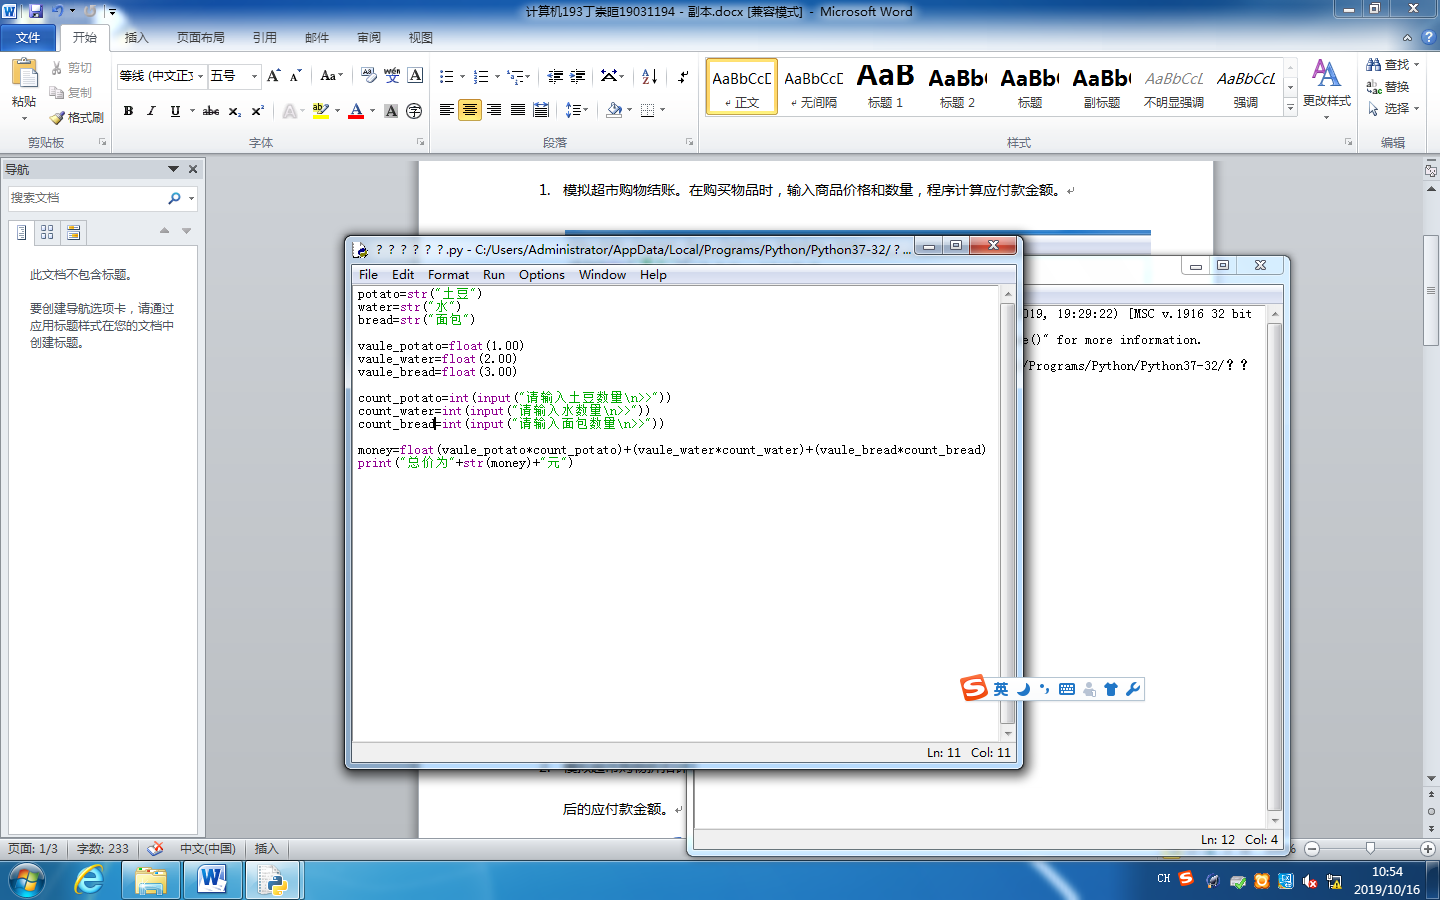 计算机193丁崇晅19031194 - 副本.docx [兼容模式] - Microsoft Word
文件 开始 插入 页面布局 引用 邮件 审阅 视图
粘贴 剪切 复制 格式刷 剪贴板
等线 (中文正文 五号 字体
段落
AaBbCcD 正文
AaBbCcD 无间隔
AaB 标题 1
AaBb 标题 2
AaBb 标题
AaBb 副标题
AaBbCcL 不明显强调
AaBbCcL 强调
更改样式
样式
查找
替换
选择
编辑
导航
搜索文档
此文档不包含标题。
要创建导航选项卡，请通过
应用标题样式在您的文档中
创建标题。
1. 模拟超市购物结账。在购买物品时，输入商品价格和数量，程序计算应付款金额。
? ? ? ? ? ?.py - C:/Users/Administrator/AppData/Local/Programs/Python/Python37-32/ ? ...
File Edit Format Run Options Window Help
potato=str("土豆")
water=str("水")
bread=str("面包")
vaule_potato=float(1.00)
vaule_water=float(2.00)
vaule_bread=float(3.00)
count_potato=int(input("请输入土豆数量\n>>"))
count_water=int(input("请输入水数量\n>>"))
count_bread=int(input("请输入面包数量\n>>"))
money=float(vaule_potato*count_potato)+(vaule_water*count_water)+(vaule_bread*count_bread)
print("总价为"+str(money)+"元")
Ln: 11 Col: 11
019, 19:29:22) [MSC v.1916 32 bit
e()" for more information.
/Programs/Python/Python37-32/? ?
英
后的应付款金额。
Ln: 12 Col: 4
页面: 1/3 字数: 233 中文(中国) 插入
CH
10:54
2019/10/16